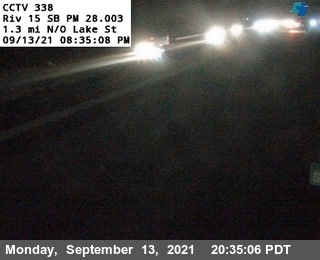 CCTV 338
Riv 15 SB PM 28.003
1.3 mi N/O Lake St
09/13/21 08:35:08 PM
Monday, September 13, 2021 20:35:06 PDT